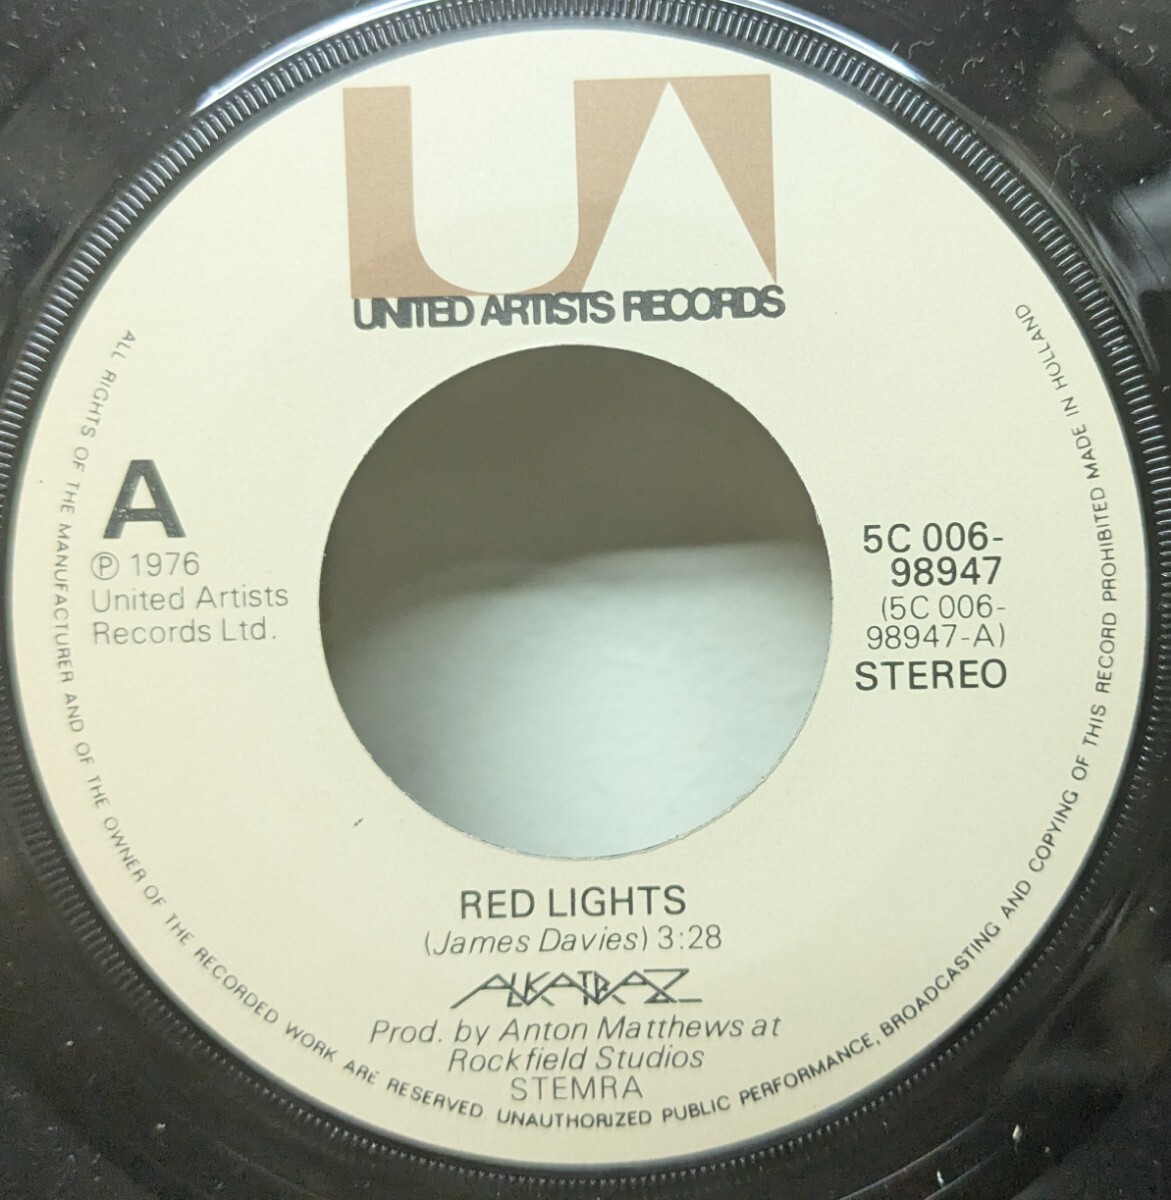 UA
UNITED ARTISTS RECORDS
A
Ⓟ 1976
United Artists
Records Ltd.
5C 006-
98947
(5C 006-
98947-A)
STEREO
RED LIGHTS
(James Davies) 3:28
ALKATRAZ
Prod. by Anton Matthews at
Rockfield Studios
STEMRA
ALL RIGHTS OF THE MANUFACTURER AND OF THE OWNER OF THE RECORDED WORK ARE RESERVED. UNAUTHORIZED PUBLIC PERFORMANCE, BROADCASTING AND COPYING OF THIS RECORD PROHIBITED MADE IN HOLLAND